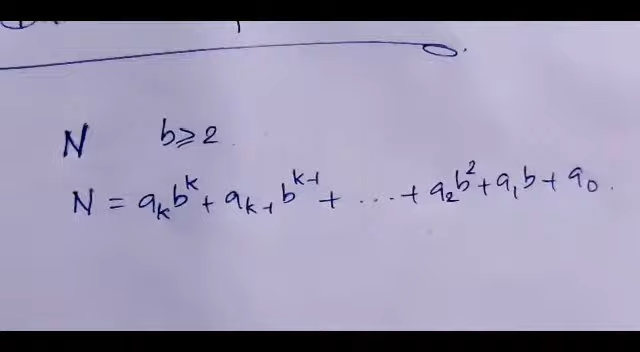 N b ≥ 2
N = a_k b^k + a_{k-1} b^{k-1} + ... + a_2 b^2 + a_1 b + a_0 .